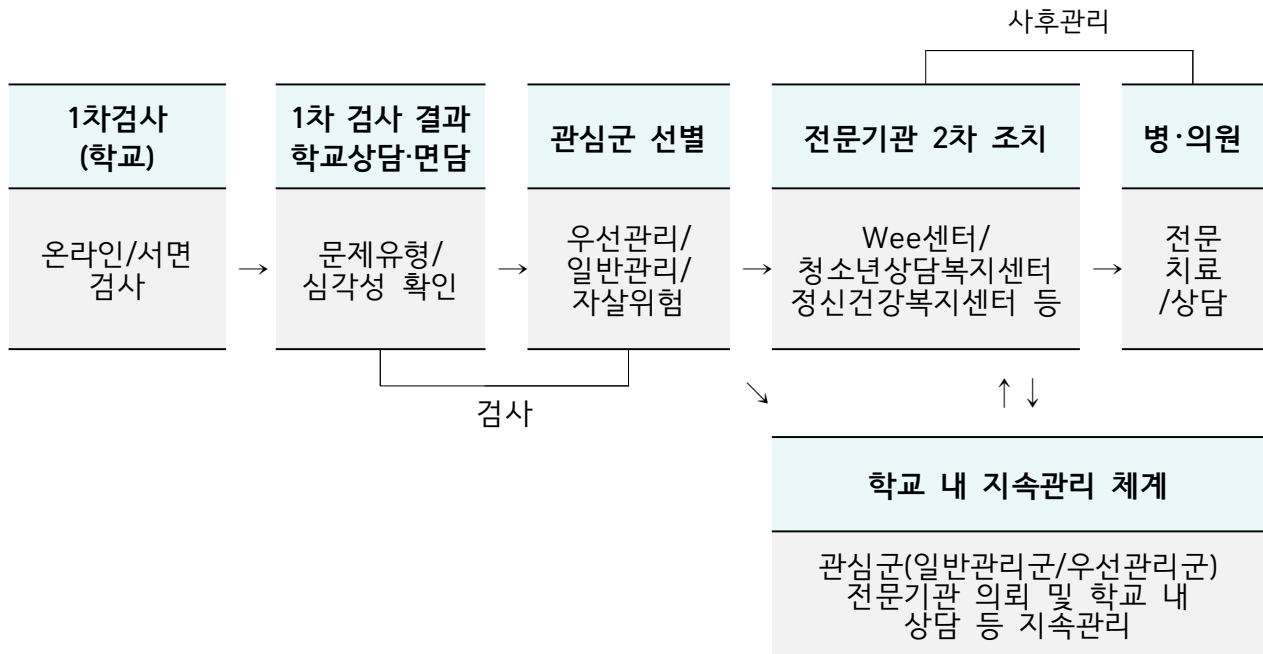 사후관리
1차검사
(학교)
온라인/서면
검사
→
1차 검사 결과
학교상담·면담
문제유형/
심각성 확인
→
관심군 선별
우선관리/
일반관리/
자살위험
→
전문기관 2차 조치
Wee센터/
청소년상담복지센터
정신건강복지센터 등
→
병·의원
전문
치료
/상담
검사
↘
↑ ↓
학교 내 지속관리 체계
관심군(일반관리군/우선관리군)
전문기관 의뢰 및 학교 내
상담 등 지속관리